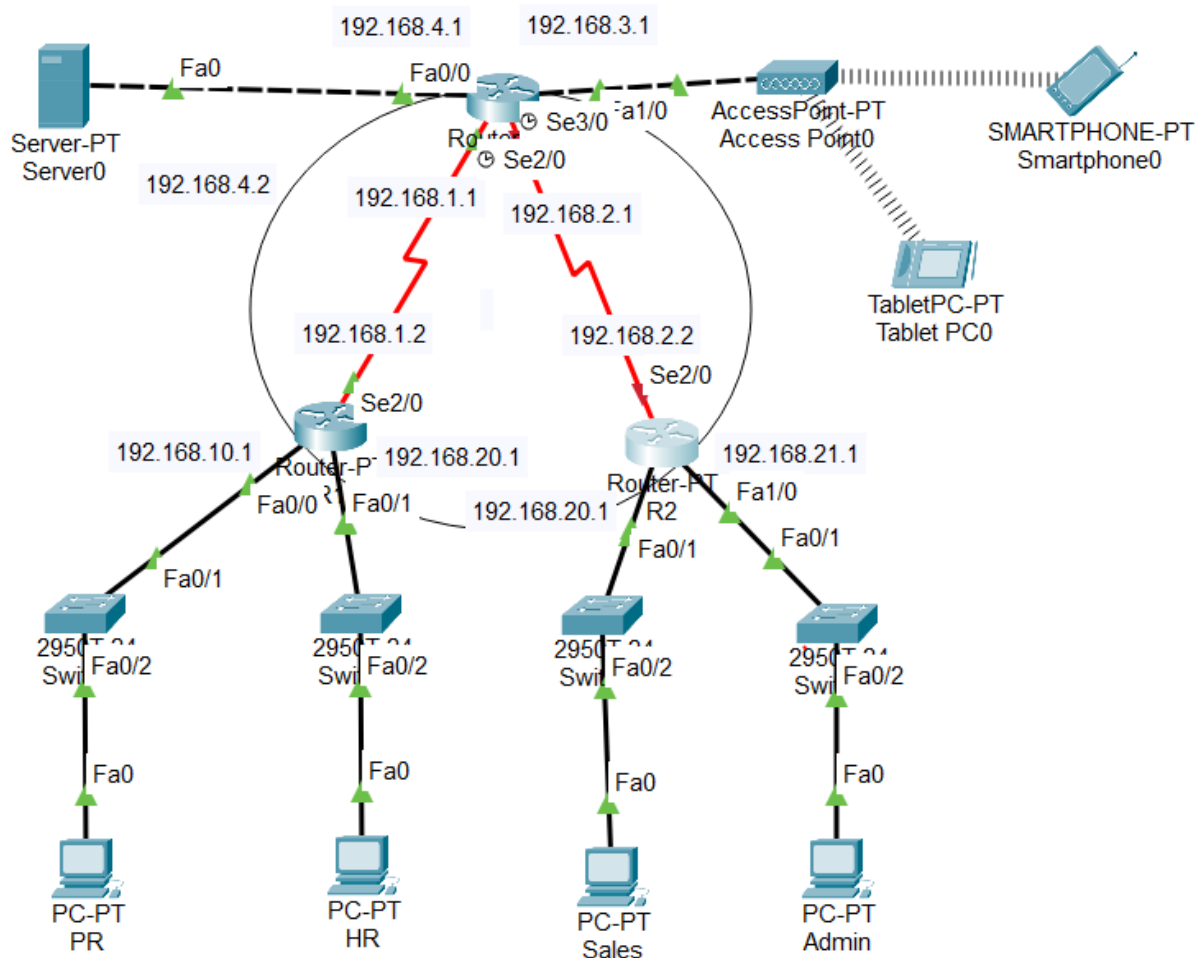 192.168.4.1
192.168.3.1
Fa0
Fa0/0
Fa1/0
Se3/0
Router
Se2/0
Server-PT
Server0
AccessPoint-PT
Access Point0
SMARTPHONE-PT
Smartphone0
192.168.4.2
192.168.1.1
192.168.2.1
TabletPC-PT
Tablet PC0
192.168.1.2
192.168.2.2
Se2/0
Se2/0
192.168.10.1
192.168.20.1
192.168.21.1
Router-PT
Router-PT
R2
Fa0/0
Fa0/1
192.168.20.1
Fa1/0
Fa0/1
Fa0/1
Fa0/1
Fa0/2
Fa0/2
Fa0/2
Fa0/2
Fa0
Fa0
Fa0
Fa0
PC-PT
PR
PC-PT
HR
PC-PT
Sales
PC-PT
Admin